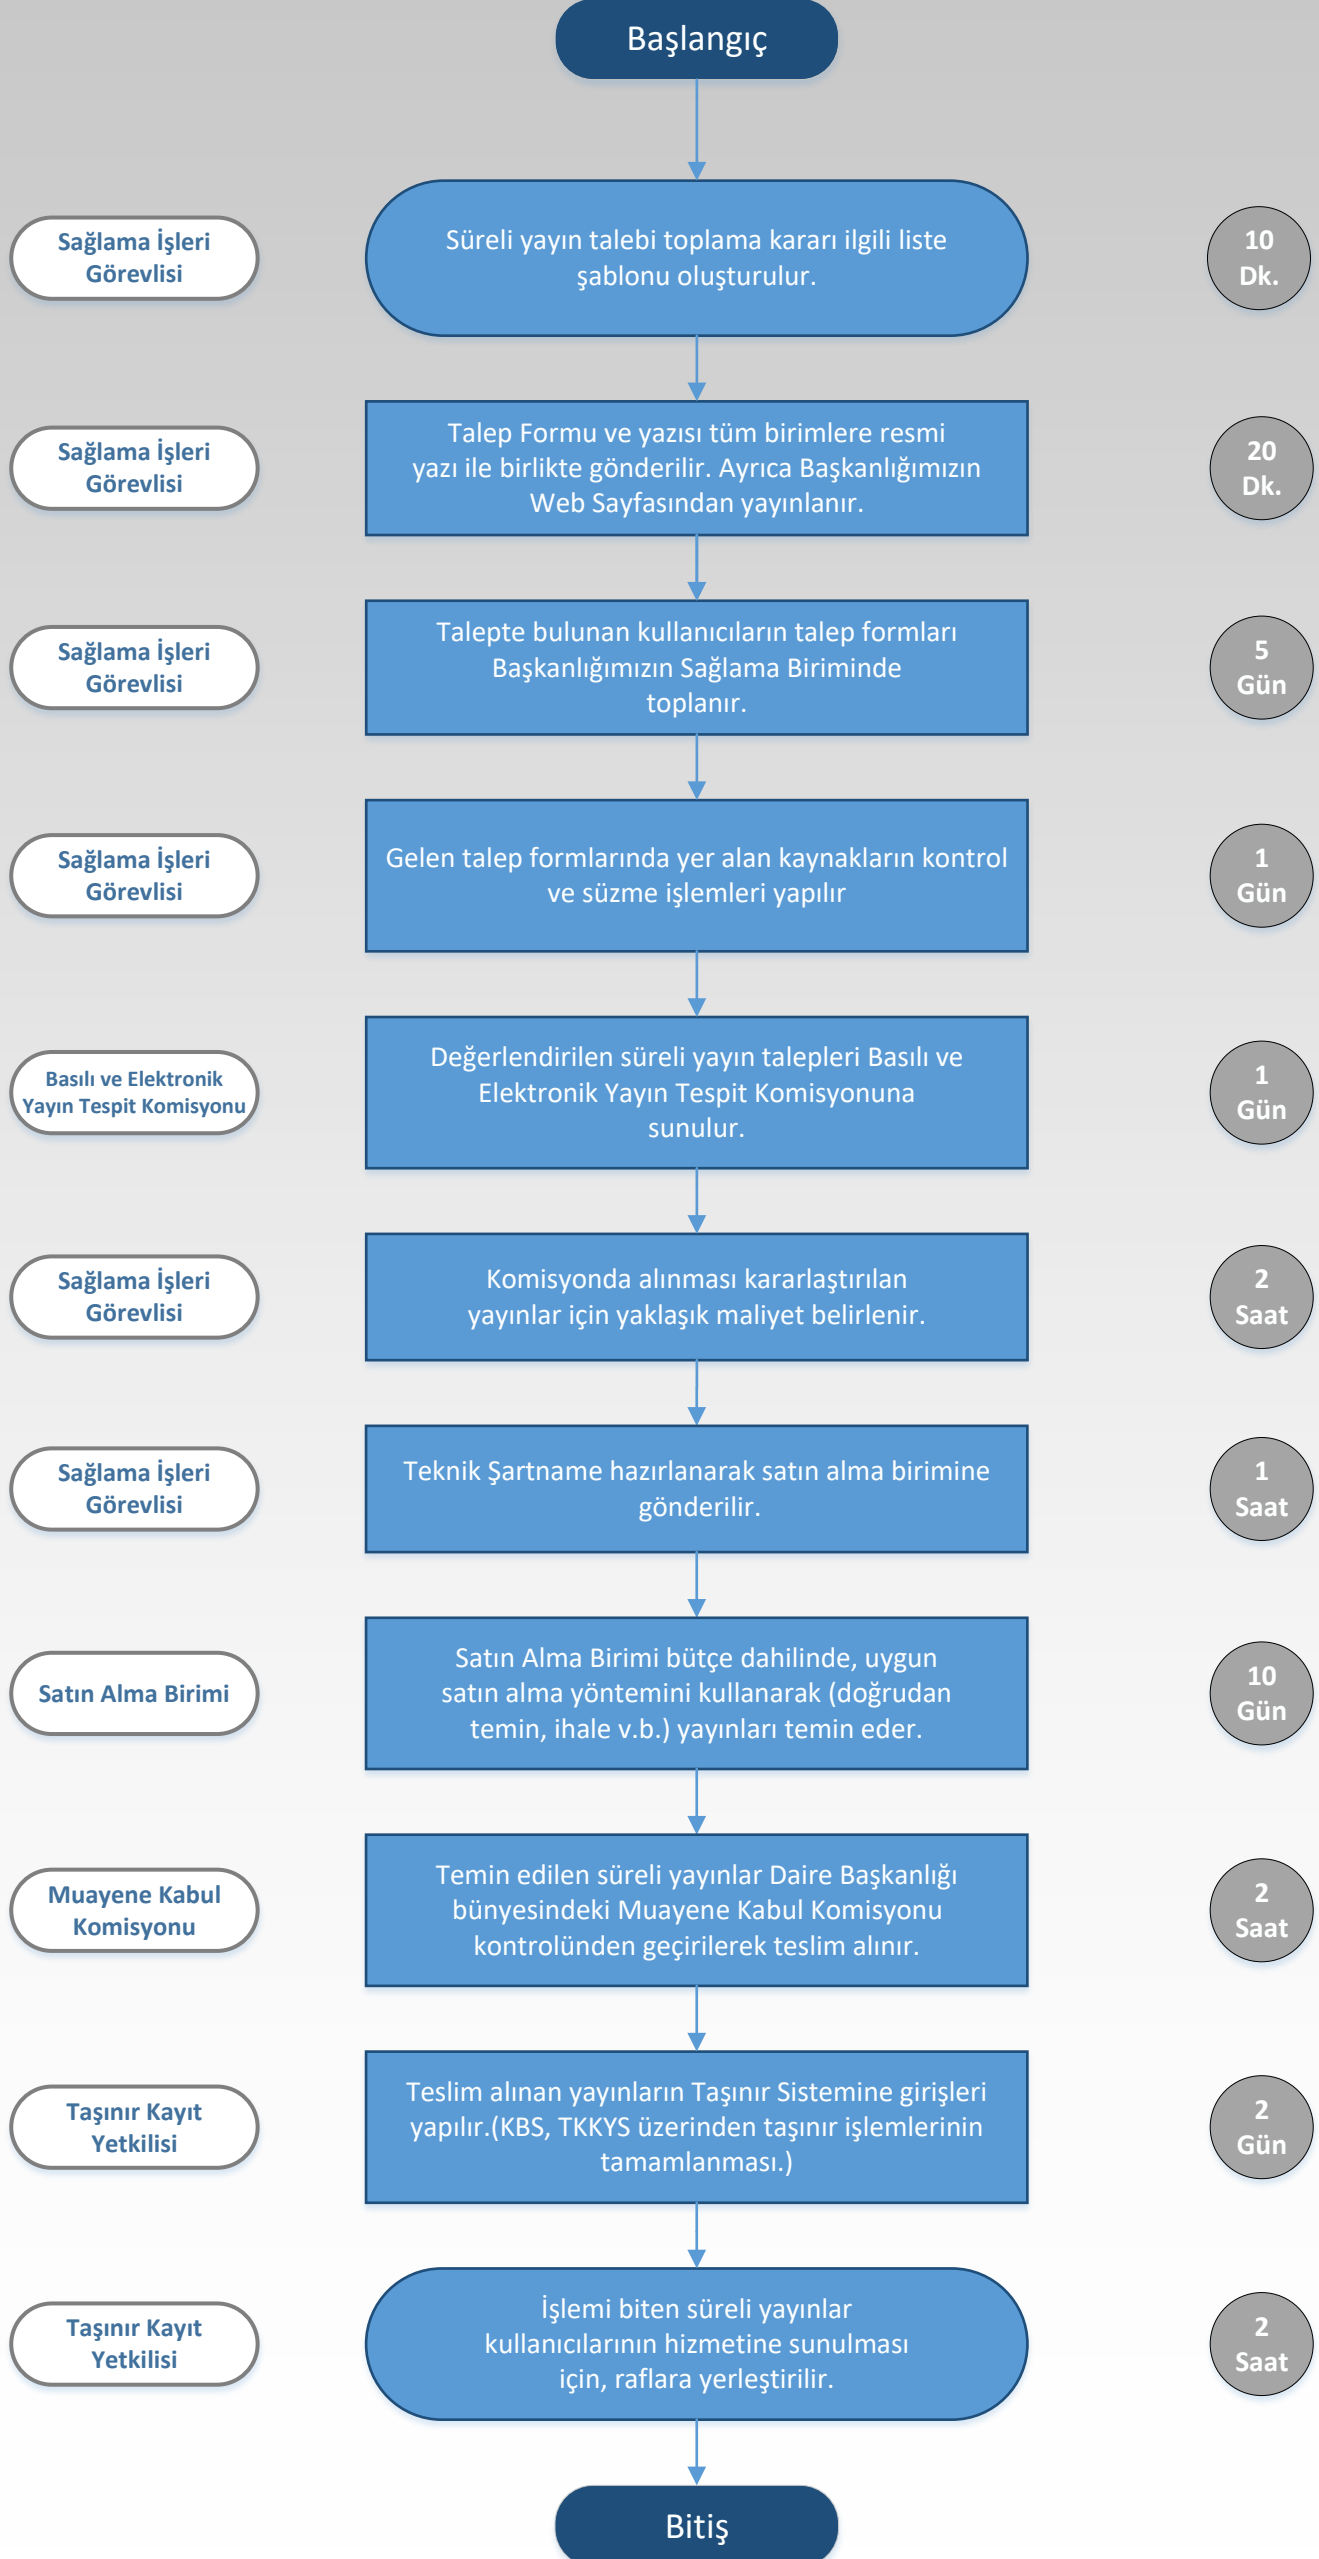 Başlangıç
Sağlama İşleri
Görevlisi
Süreli yayın talebi toplama kararı ilgili liste
şablonu oluşturulur.
10
Dk.
Sağlama İşleri
Görevlisi
Talep Formu ve yazısı tüm birimlere resmi
yazı ile birlikte gönderilir. Ayrıca Başkanlığımızın
Web Sayfasından yayınlanır.
20
Dk.
Sağlama İşleri
Görevlisi
Talepte bulunan kullanıcıların talep formları
Başkanlığımızın Sağlama Biriminde
toplanır.
5
Gün
Sağlama İşleri
Görevlisi
Gelen talep formlarında yer alan kaynakların kontrol
ve süzme işlemleri yapılır
1
Gün
Basılı ve Elektronik
Yayın Tespit Komisyonu
Değerlendirilen süreli yayın talepleri Basılı ve
Elektronik Yayın Tespit Komisyonuna
sunulur.
1
Gün
Sağlama İşleri
Görevlisi
Komisyonda alınması kararlaştırılan
yayınlar için yaklaşık maliyet belirlenir.
2
Saat
Sağlama İşleri
Görevlisi
Teknik Şartname hazırlanarak satın alma birimine
gönderilir.
1
Saat
Satın Alma Birimi
Satın Alma Birimi bütçe dahilinde, uygun
satın alma yöntemini kullanarak (doğrudan
temin, ihale v.b.) yayınları temin eder.
10
Gün
Muayene Kabul
Komisyonu
Temin edilen süreli yayınlar Daire Başkanlığı
bünyesindeki Muayene Kabul Komisyonu
kontrolünden geçirilerek teslim alınır.
2
Saat
Taşınır Kayıt
Yetkilisi
Teslim alınan yayınların Taşınır Sistemine girişleri
yapılır.(KBS, TKKYS üzerinden taşınır işlemlerinin
tamamlanması.)
2
Gün
Taşınır Kayıt
Yetkilisi
İşlemi biten süreli yayınlar
kullanıcılarının hizmetine sunulması
için, raflara yerleştirilir.
2
Saat
Bitiş